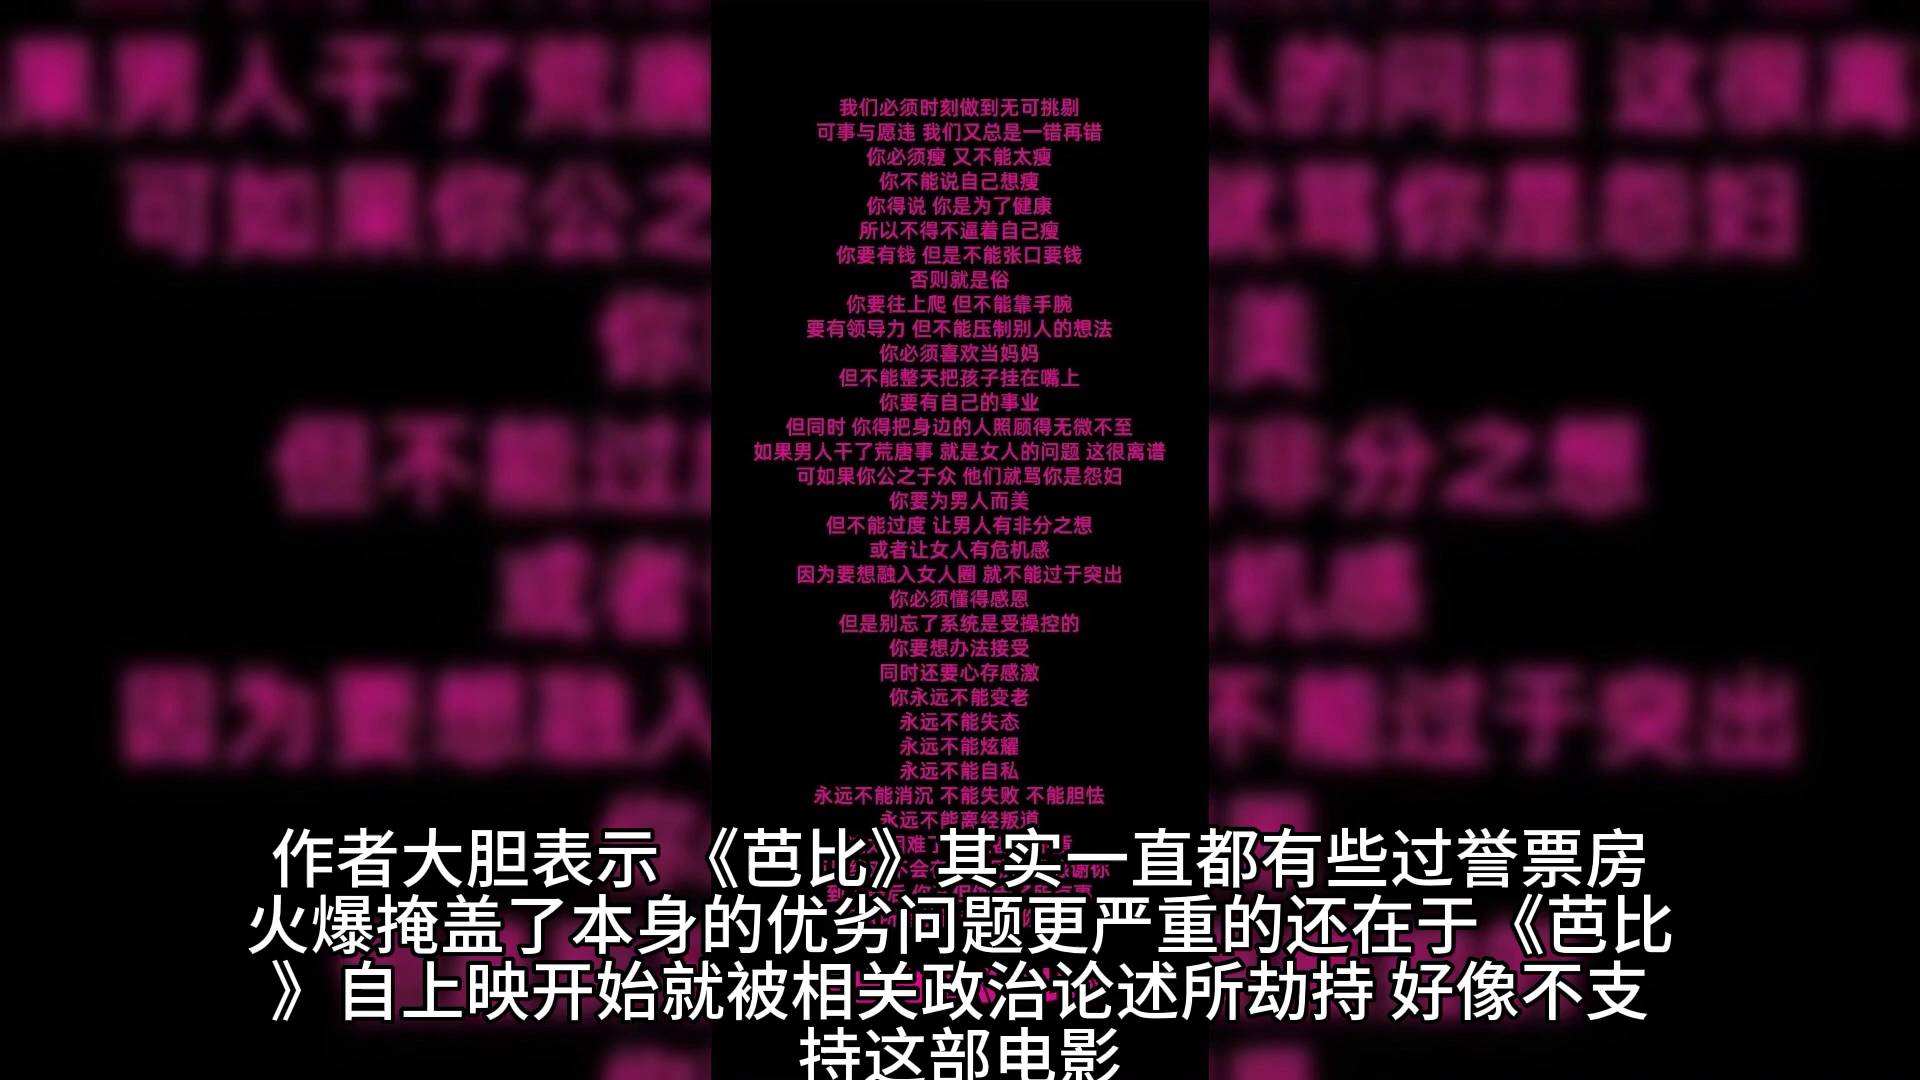 我们必须时刻做到无可挑剔
可事与愿违 我们又总是一错再错
你必须瘦 又不能太瘦
你不能说自己想瘦
你得说 你是为了健康
所以不得不逼着自己瘦
你要有钱 但是不能张口要钱
否则就是俗
你要往上爬 但不能靠手腕
要有领导力 但不能压制别人的想法
你必须喜欢当妈妈
但不能整天把孩子挂在嘴上
你要有自己的事业
但同时 你得把身边的人照顾得无微不至
如果男人干了荒唐事 就是女人的问题 这很离谱
可如果你公之于众 他们就骂你是怨妇
你要为男人而美
但不能过度 让男人有非分之想
或者让女人有危机感
因为要想融入女人圈 就不能过于突出
你必须懂得感恩
但是别忘了系统是受操控的
你要想办法接受
同时还要心存感激
你永远不能变老
永远不能失态
永远不能炫耀
永远不能自私
永远不能消沉 不能失败 不能胆怯
永远不能离经叛道
作者大胆表示 《芭比》其实一直都有些过誉票房
火爆掩盖了本身的优劣问题更严重的还在于《芭比
》自上映开始就被相关政治论述所劫持 好像不支
持这部电影